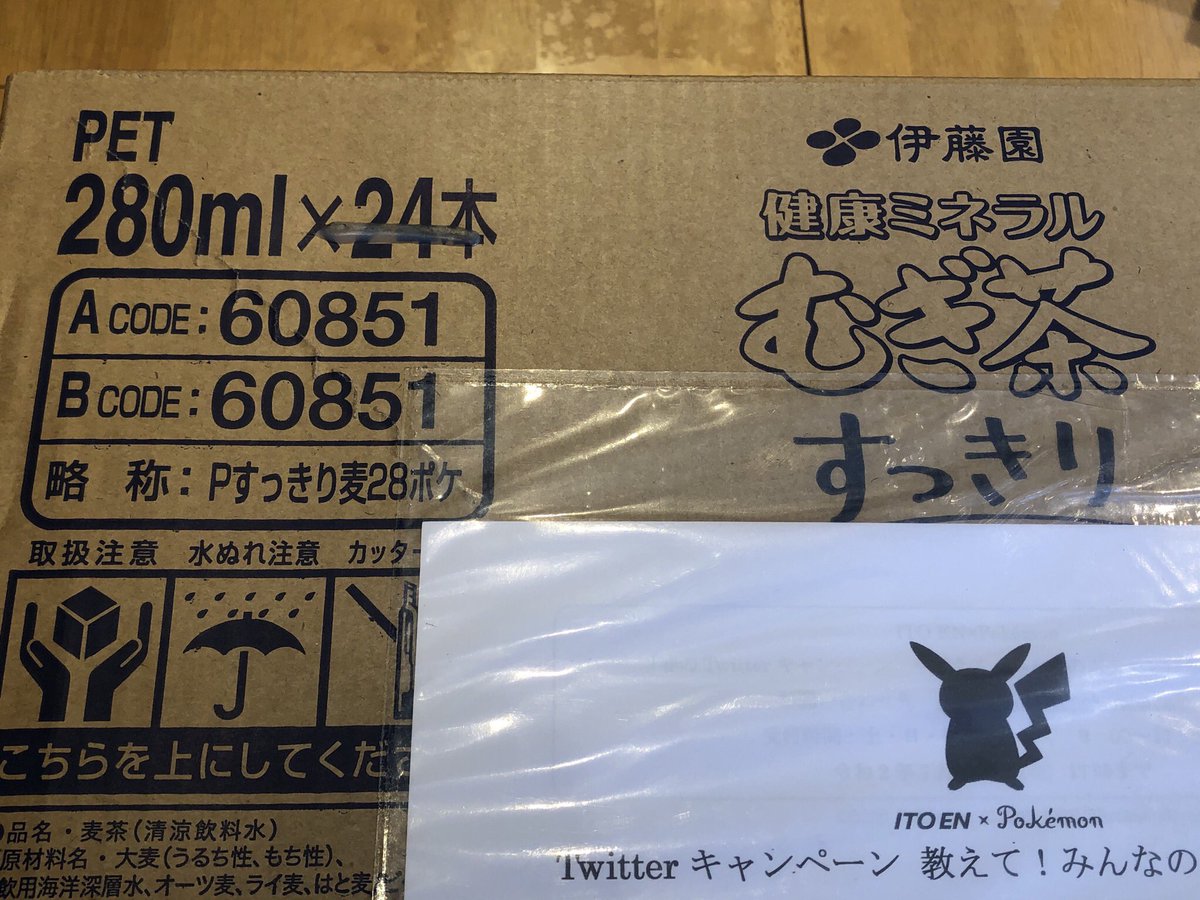 PET
280ml×24本
A CODE: 60851
B CODE: 60851
略 称: Pすっきり麦28ポケ
取扱注意 水ぬれ注意 カッター
こちらを上にしてくださ
品名・麦茶(清涼飲料水)
原材料名・大麦(うるち性、もち性)、
飲用海洋深層水、オーツ麦、ライ麦、はと麦
伊藤園
健康ミネラル
むぎ茶
すっきり
ITO EN × Pokémon
Twitter キャンペーン 教えて!みんなの